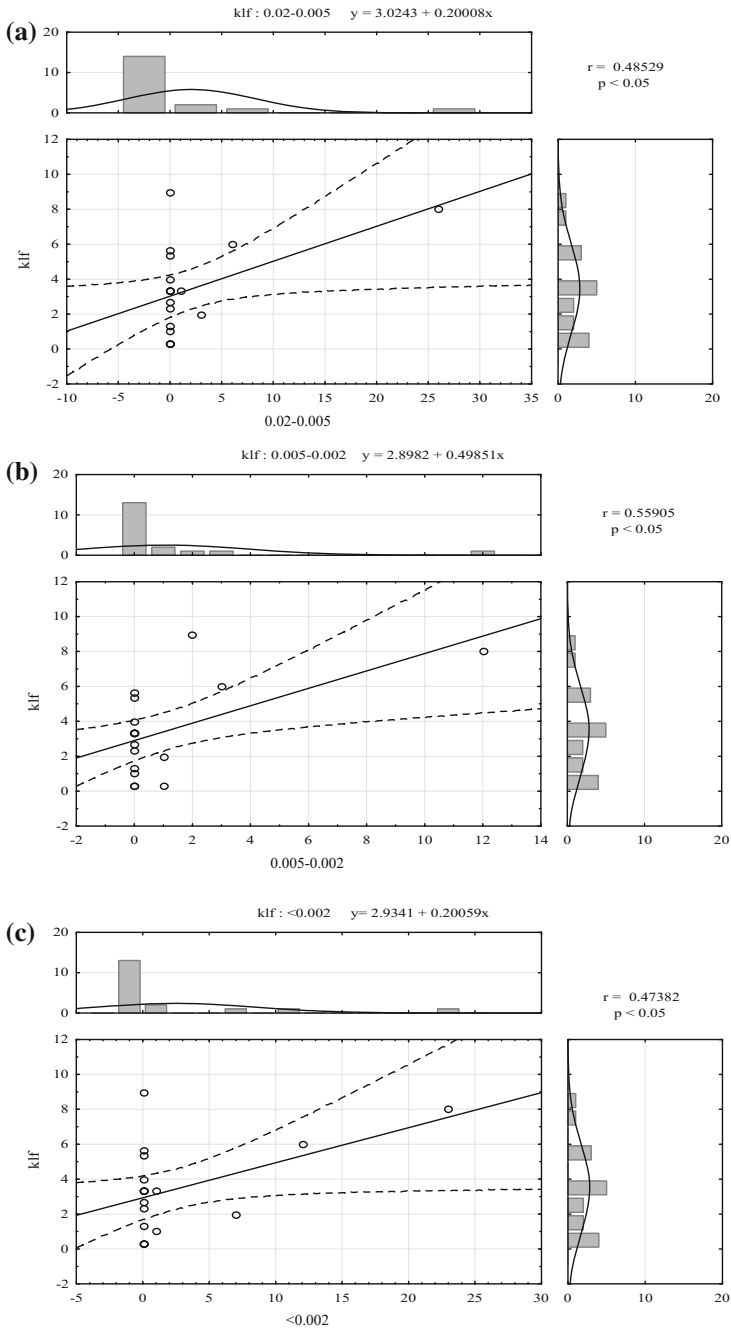 (a)
klf : 0.02-0.005 y = 3.0243 + 0.20008x
20
10
0
r = 0.48529
p < 0.05
12
10
8
6
4
2
0
-2
klf
-10 -5 0 5 10 15 20 25 30 35
0.02-0.005
0 10 20
(b)
klf : 0.005-0.002 y = 2.8982 + 0.49851x
20
10
0
r = 0.55905
p < 0.05
12
10
8
6
4
2
0
-2
klf
-2 0 2 4 6 8 10 12 14
0.005-0.002
0 10 20
(c)
klf : <0.002 y= 2.9341 + 0.20059x
20
10
0
r = 0.47382
p < 0.05
12
10
8
6
4
2
0
-2
klf
-5 0 5 10 15 20 25 30
<0.002
0 10 20